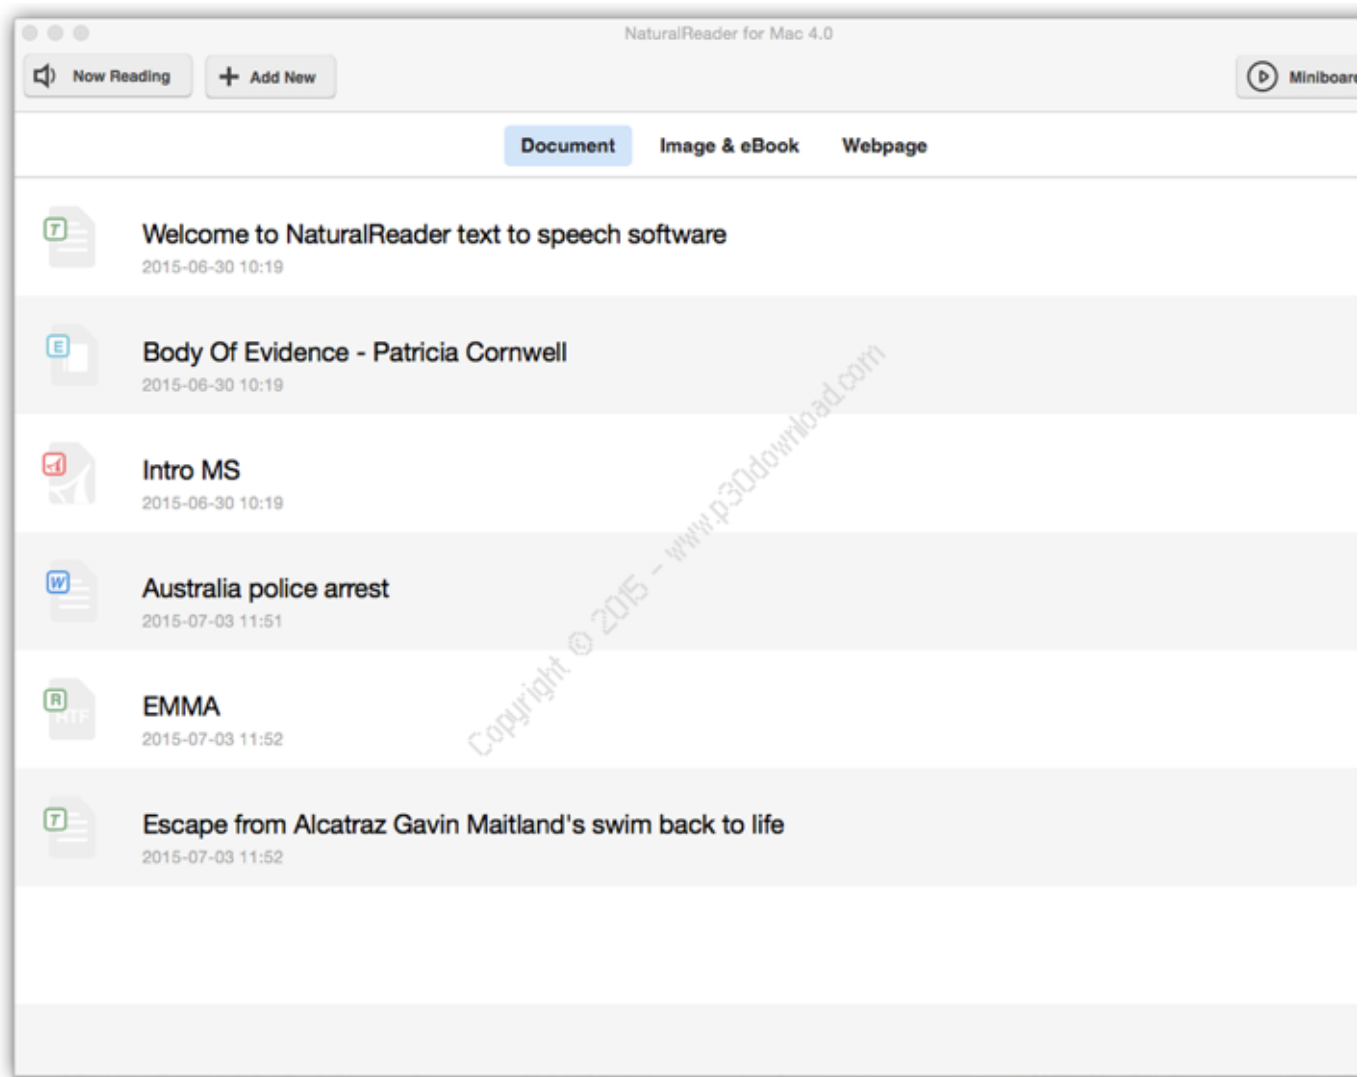 NaturalReader for Mac 4.0
Now Reading
Add New
Miniboard
Document
Image & eBook
Webpage
T
Welcome to NaturalReader text to speech software
2015-06-30 10:19
E
Body Of Evidence - Patricia Cornwell
2015-06-30 10:19
Intro MS
2015-06-30 10:19
W
Australia police arrest
2015-07-03 11:51
R
RTF
EMMA
2015-07-03 11:52
T
Escape from Alcatraz Gavin Maitland's swim back to life
2015-07-03 11:52
Copyright © 2015 - www.p30download.com